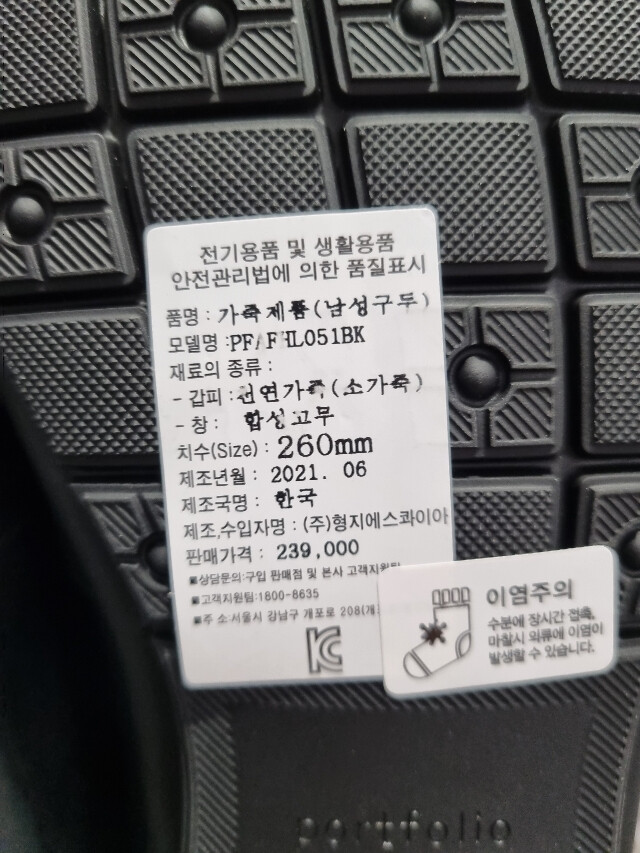 전기용품 및 생활용품
안전관리법에 의한 품질표시
품명 : 가죽제품(남성구두)
모델명 : HL051BK
재료의 종류 :
- 갑피 : 천연가죽(소가죽)
- 창 : 합성고무
치수(Size) : 260mm
제조년월 : 2021. 06
제조국명 : 한국
제조,수입자명 : (주)형지에스콰이아
판매가격 : 239,000
■상담문의:구입 판매점 및 본사 고객지원팀
■고객지원팀:1800-8635
■주 소:서울시 강남구 개포로 208(개
이염주의
수분에 장시간 접촉,
마찰시 의류에 이염이
발생할 수 있습니다.
portfolio